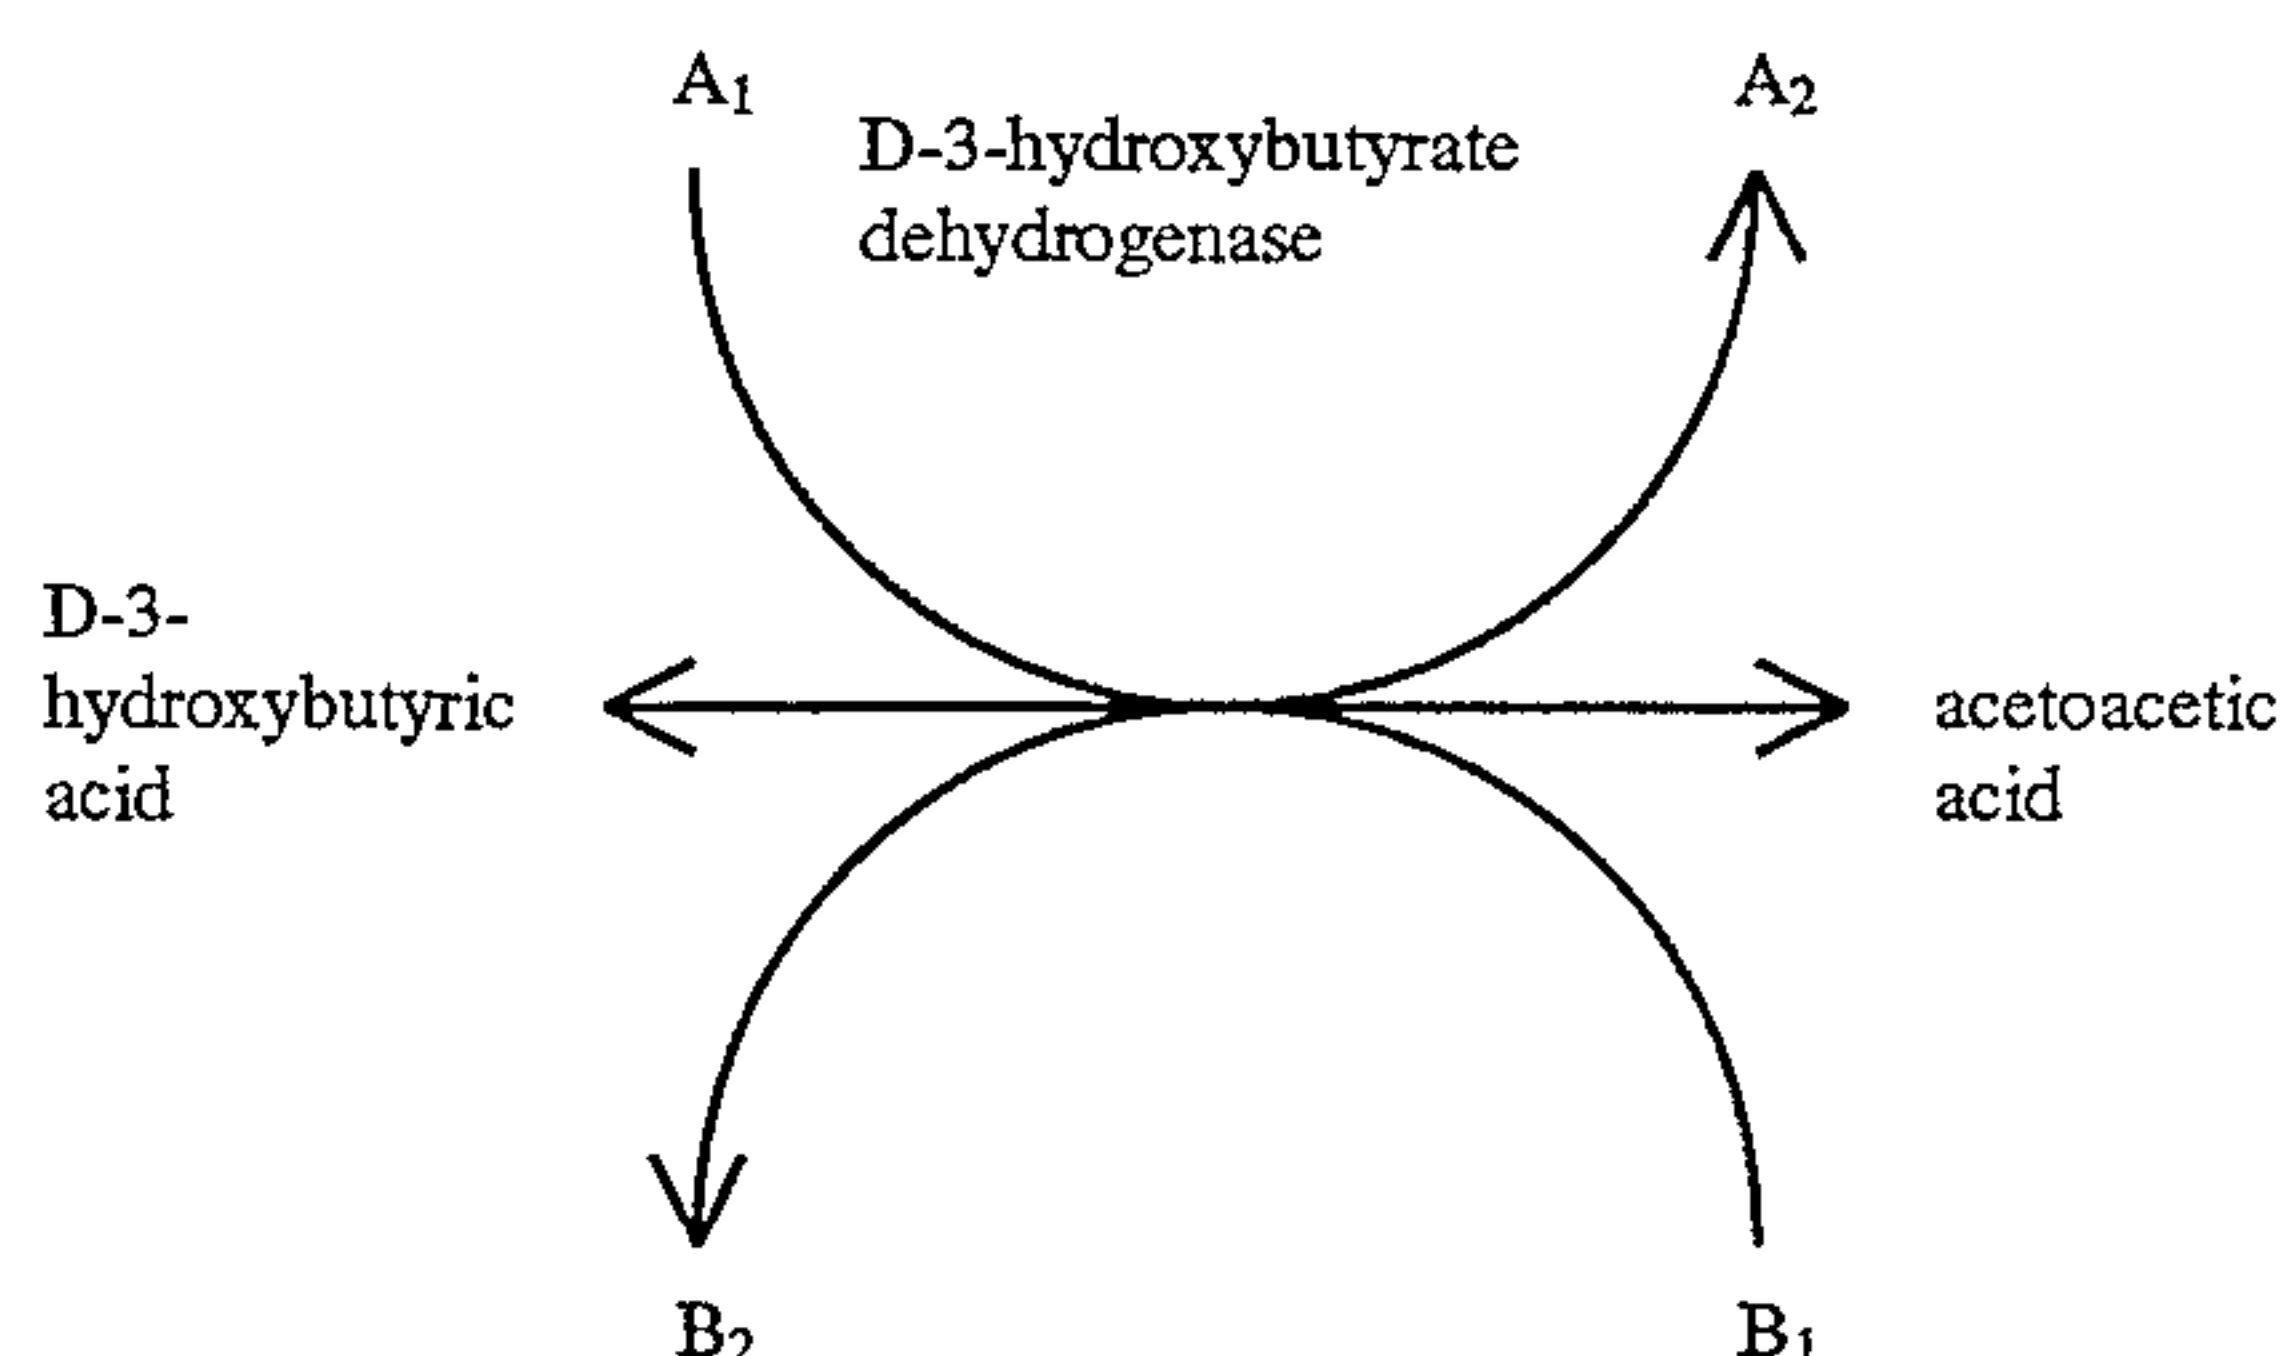 A₁
A₂
D-3-hydroxybutyrate
dehydrogenase
D-3-
hydroxybutyric
acid
acetoacetic
acid
B₂
B₁